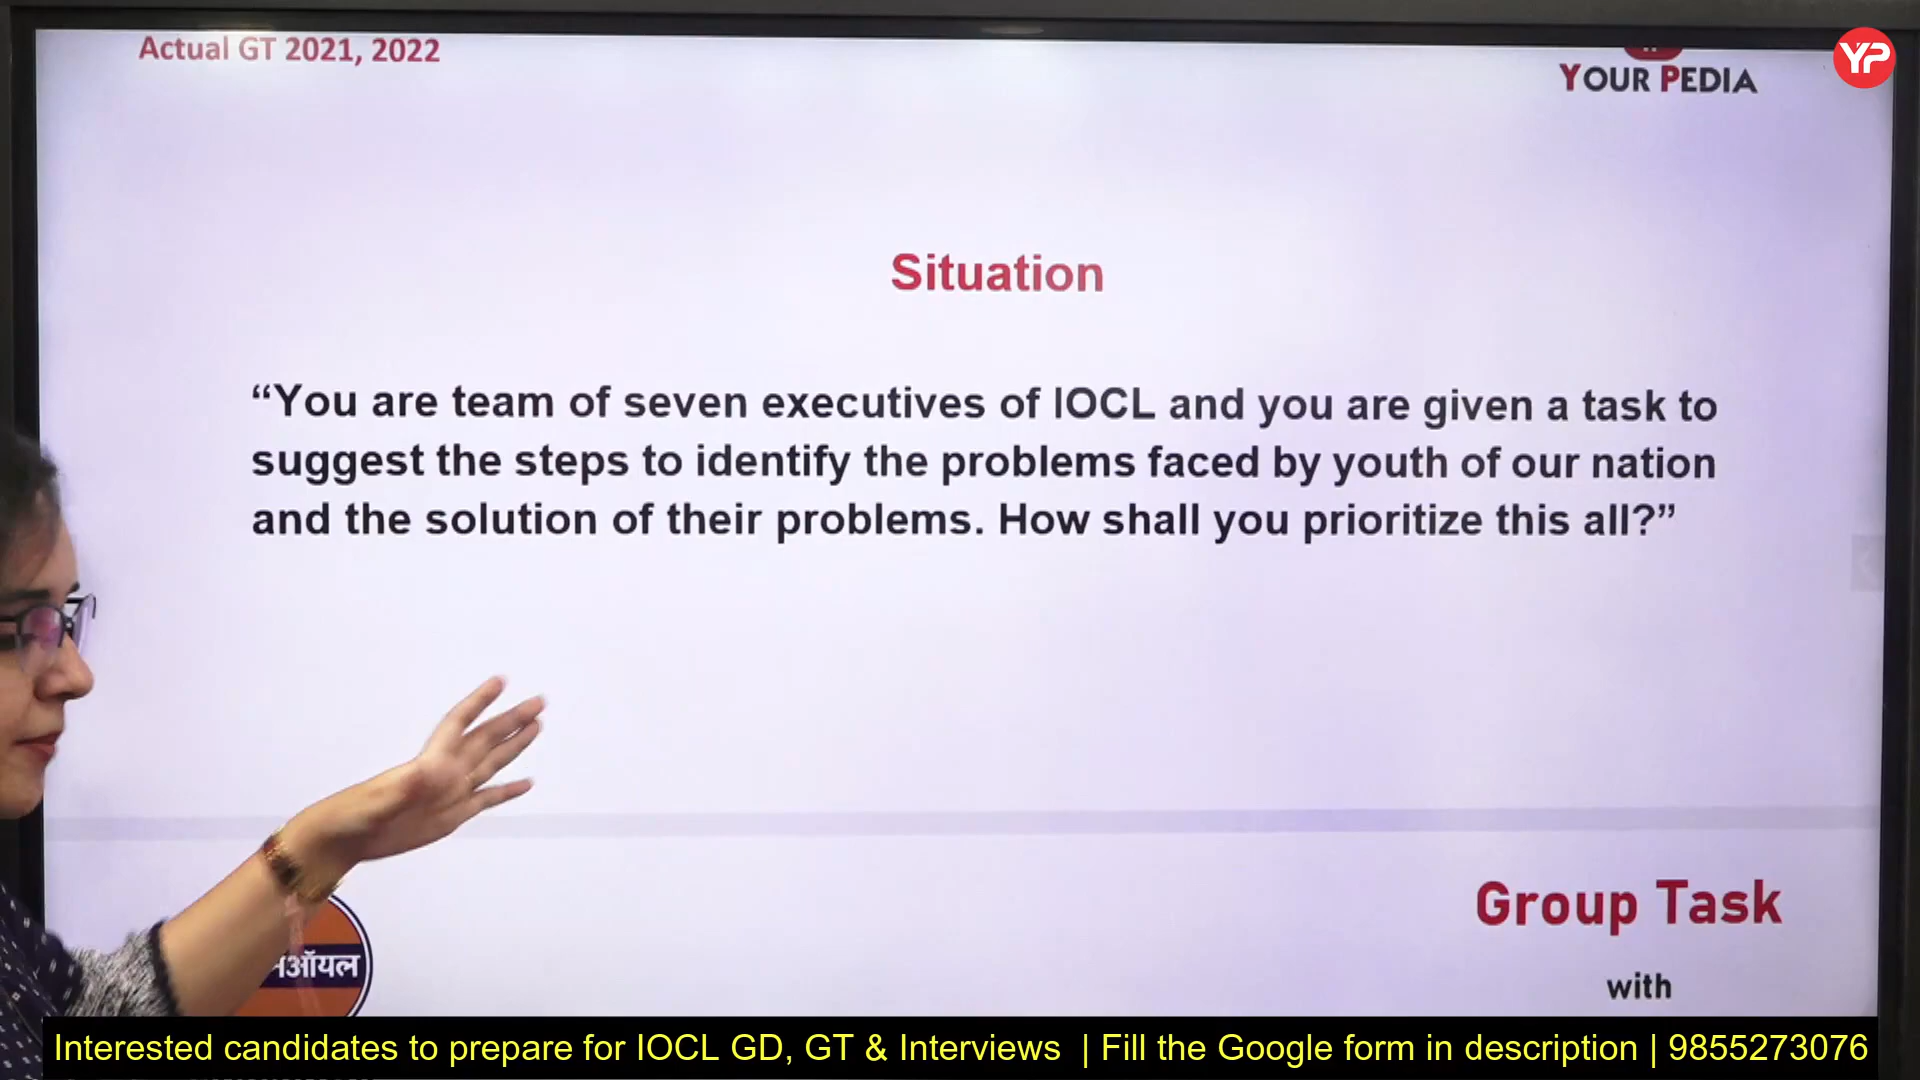 Actual GT 2021, 2022
YOUR PEDIA
YP
Situation
“You are team of seven executives of IOCL and you are given a task to
suggest the steps to identify the problems faced by youth of our nation
and the solution of their problems. How shall you prioritize this all?”
Group Task
with
Interested candidates to prepare for IOCL GD, GT & Interviews | Fill the Google form in description | 9855273076